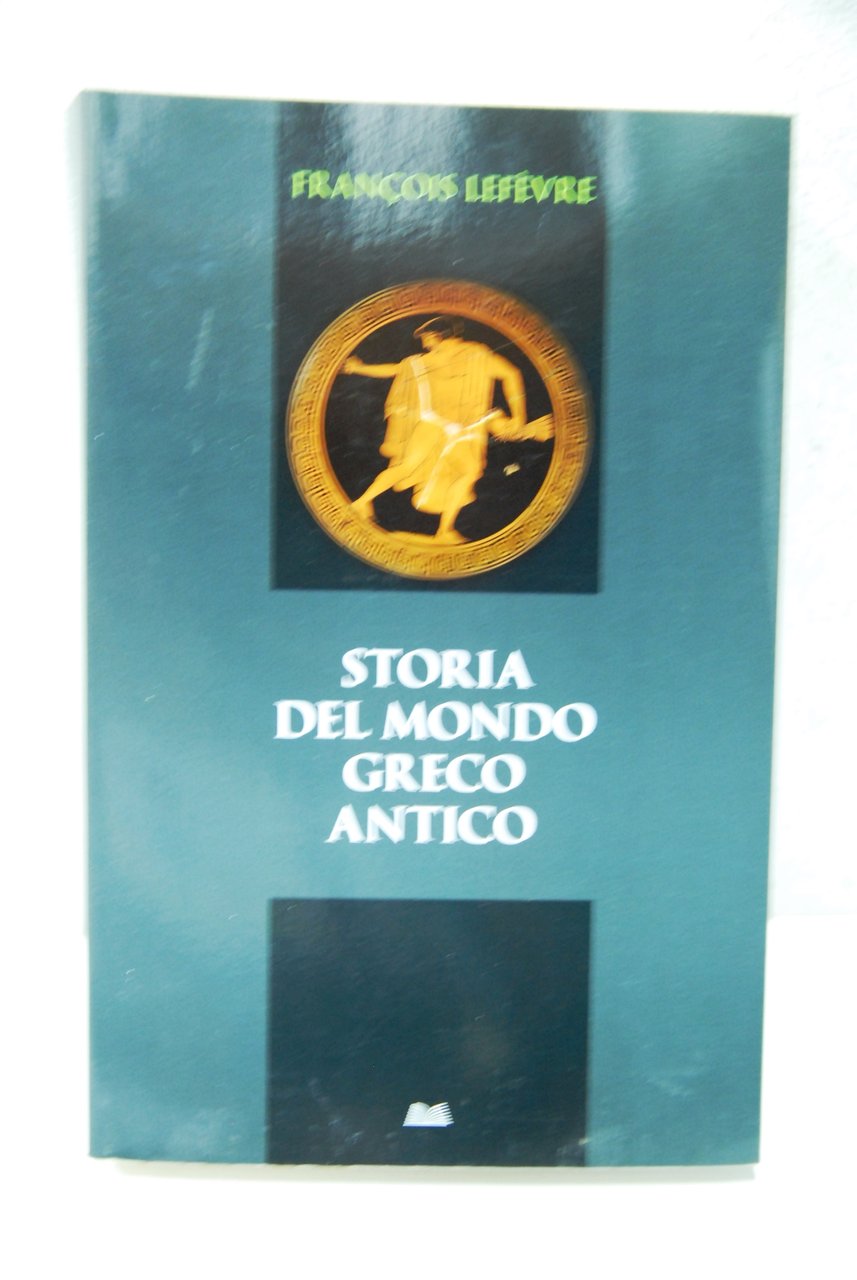 FRANÇOIS LEFÈVRE
STORIA
DEL MONDO
GRECO
ANTICO